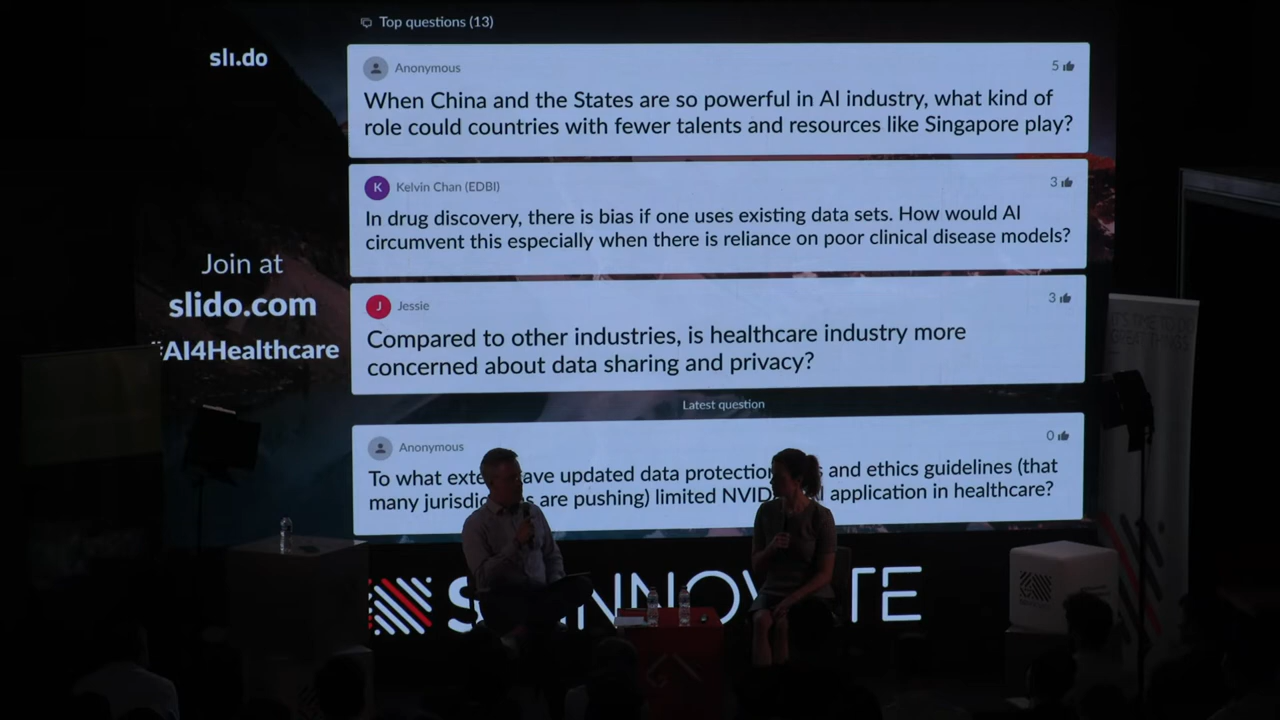 Top questions (13)
sli.do
Anonymous
5
When China and the States are so powerful in AI industry, what kind of
role could countries with fewer talents and resources like Singapore play?
K
Kelvin Chan (EDBI)
3
In drug discovery, there is bias if one uses existing data sets. How would AI
circumvent this especially when there is reliance on poor clinical disease models?
Join at
slido.com
#AI4Healthcare
J
Jessie
3
Compared to other industries, is healthcare industry more
concerned about data sharing and privacy?
Latest question
Anonymous
0
To what have updated data protection and ethics guidelines (that
many are pushing) limited application in healthcare?